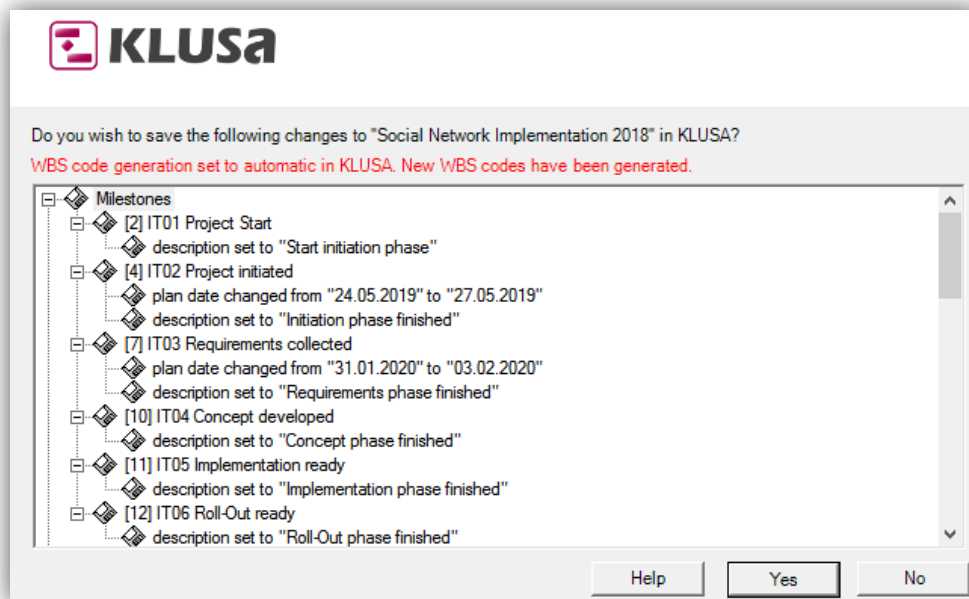 KLUSa
Do you wish to save the following changes to "Social Network Implementation 2018" in KLUSA?
WBS code generation set to automatic in KLUSA. New WBS codes have been generated.
Milestones
[2] IT01 Project Start
description set to "Start initiation phase"
[4] IT02 Project initiated
plan date changed from "24.05.2019" to "27.05.2019"
description set to "Initiation phase finished"
[7] IT03 Requirements collected
plan date changed from "31.01.2020" to "03.02.2020"
description set to "Requirements phase finished"
[10] IT04 Concept developed
description set to "Concept phase finished"
[11] IT05 Implementation ready
description set to "Implementation phase finished"
[12] IT06 Roll-Out ready
description set to "Roll-Out phase finished"
Help Yes No